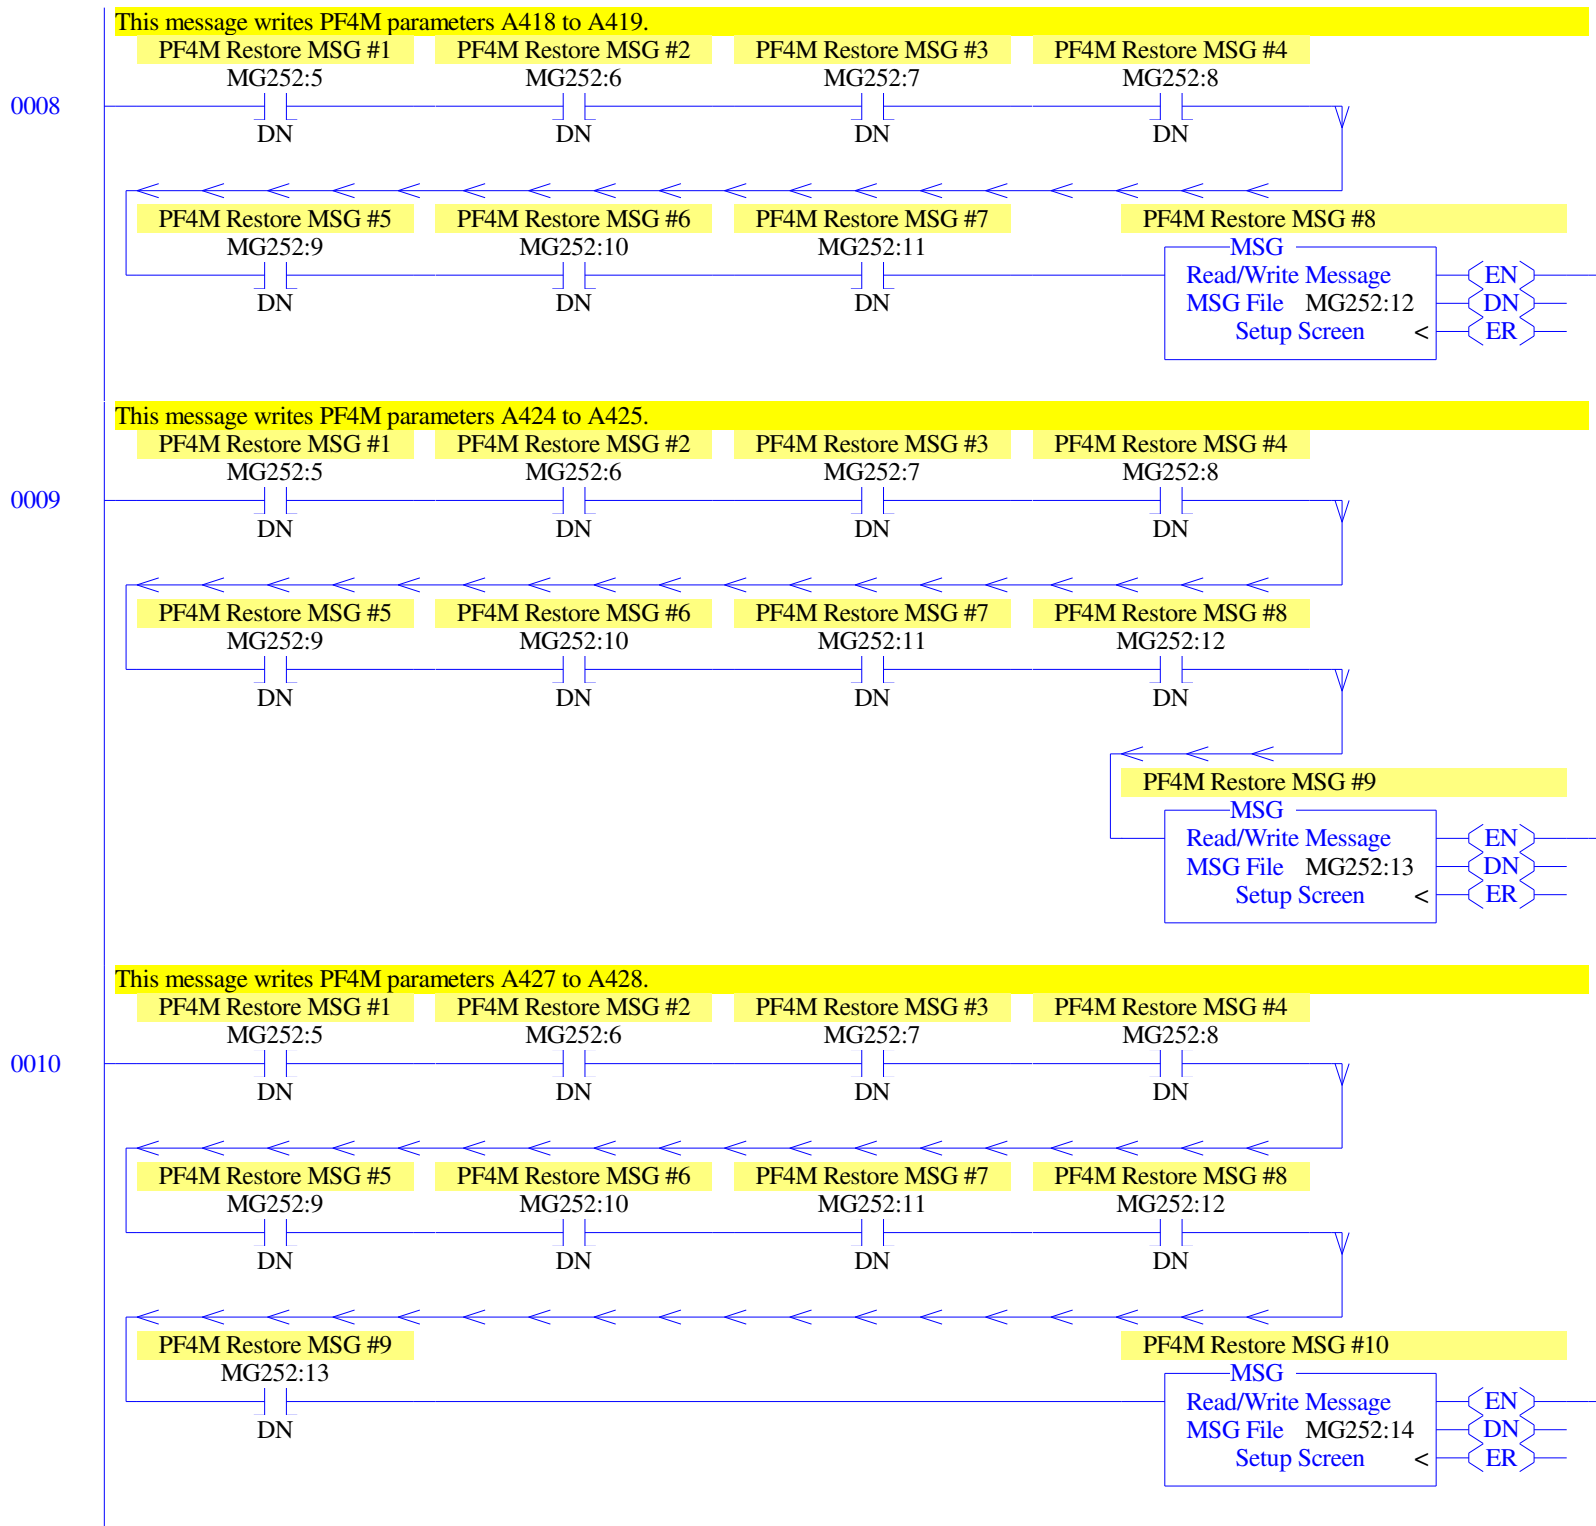 This message writes PF4M parameters A418 to A419.
PF4M Restore MSG #1 PF4M Restore MSG #2 PF4M Restore MSG #3 PF4M Restore MSG #4
MG252:5 MG252:6 MG252:7 MG252:8
0008
DN DN DN DN
PF4M Restore MSG #5 PF4M Restore MSG #6 PF4M Restore MSG #7 PF4M Restore MSG #8
MG252:9 MG252:10 MG252:11 MSG
Read/Write Message EN
DN DN DN MSG File MG252:12 DN
Setup Screen < ER
This message writes PF4M parameters A424 to A425.
PF4M Restore MSG #1 PF4M Restore MSG #2 PF4M Restore MSG #3 PF4M Restore MSG #4
MG252:5 MG252:6 MG252:7 MG252:8
0009
DN DN DN DN
PF4M Restore MSG #5 PF4M Restore MSG #6 PF4M Restore MSG #7 PF4M Restore MSG #8
MG252:9 MG252:10 MG252:11 MG252:12
DN DN DN DN
PF4M Restore MSG #9
MSG
Read/Write Message EN
MSG File MG252:13 DN
Setup Screen < ER
This message writes PF4M parameters A427 to A428.
PF4M Restore MSG #1 PF4M Restore MSG #2 PF4M Restore MSG #3 PF4M Restore MSG #4
MG252:5 MG252:6 MG252:7 MG252:8
0010
DN DN DN DN
PF4M Restore MSG #5 PF4M Restore MSG #6 PF4M Restore MSG #7 PF4M Restore MSG #8
MG252:9 MG252:10 MG252:11 MG252:12
DN DN DN DN
PF4M Restore MSG #9 PF4M Restore MSG #10
MG252:13 MSG
Read/Write Message EN
DN MSG File MG252:14 DN
Setup Screen < ER